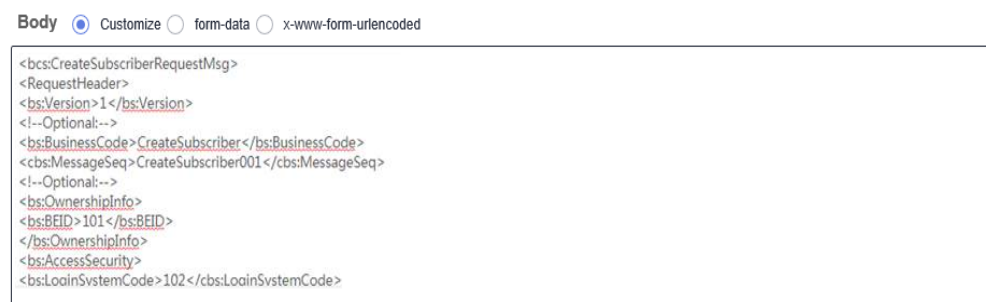 Body Customize form-data x-www-form-urlencoded
<bcs:CreateSubscriberRequestMsg>
<RequestHeader>
<bs:Version>1</bs:Version>
<!--Optional:-->
<bs:BusinessCode>CreateSubscriber</bs:BusinessCode>
<cbs:MessageSeq>CreateSubscriber001</cbs:MessageSeq>
<!--Optional:-->
<bs:OwnershipInfo>
<bs:BEID>101</bs:BEID>
</bs:OwnershipInfo>
<bs:AccessSecurity>
<bs:LoginSystemCode>102</cbs:LoginSystemCode>